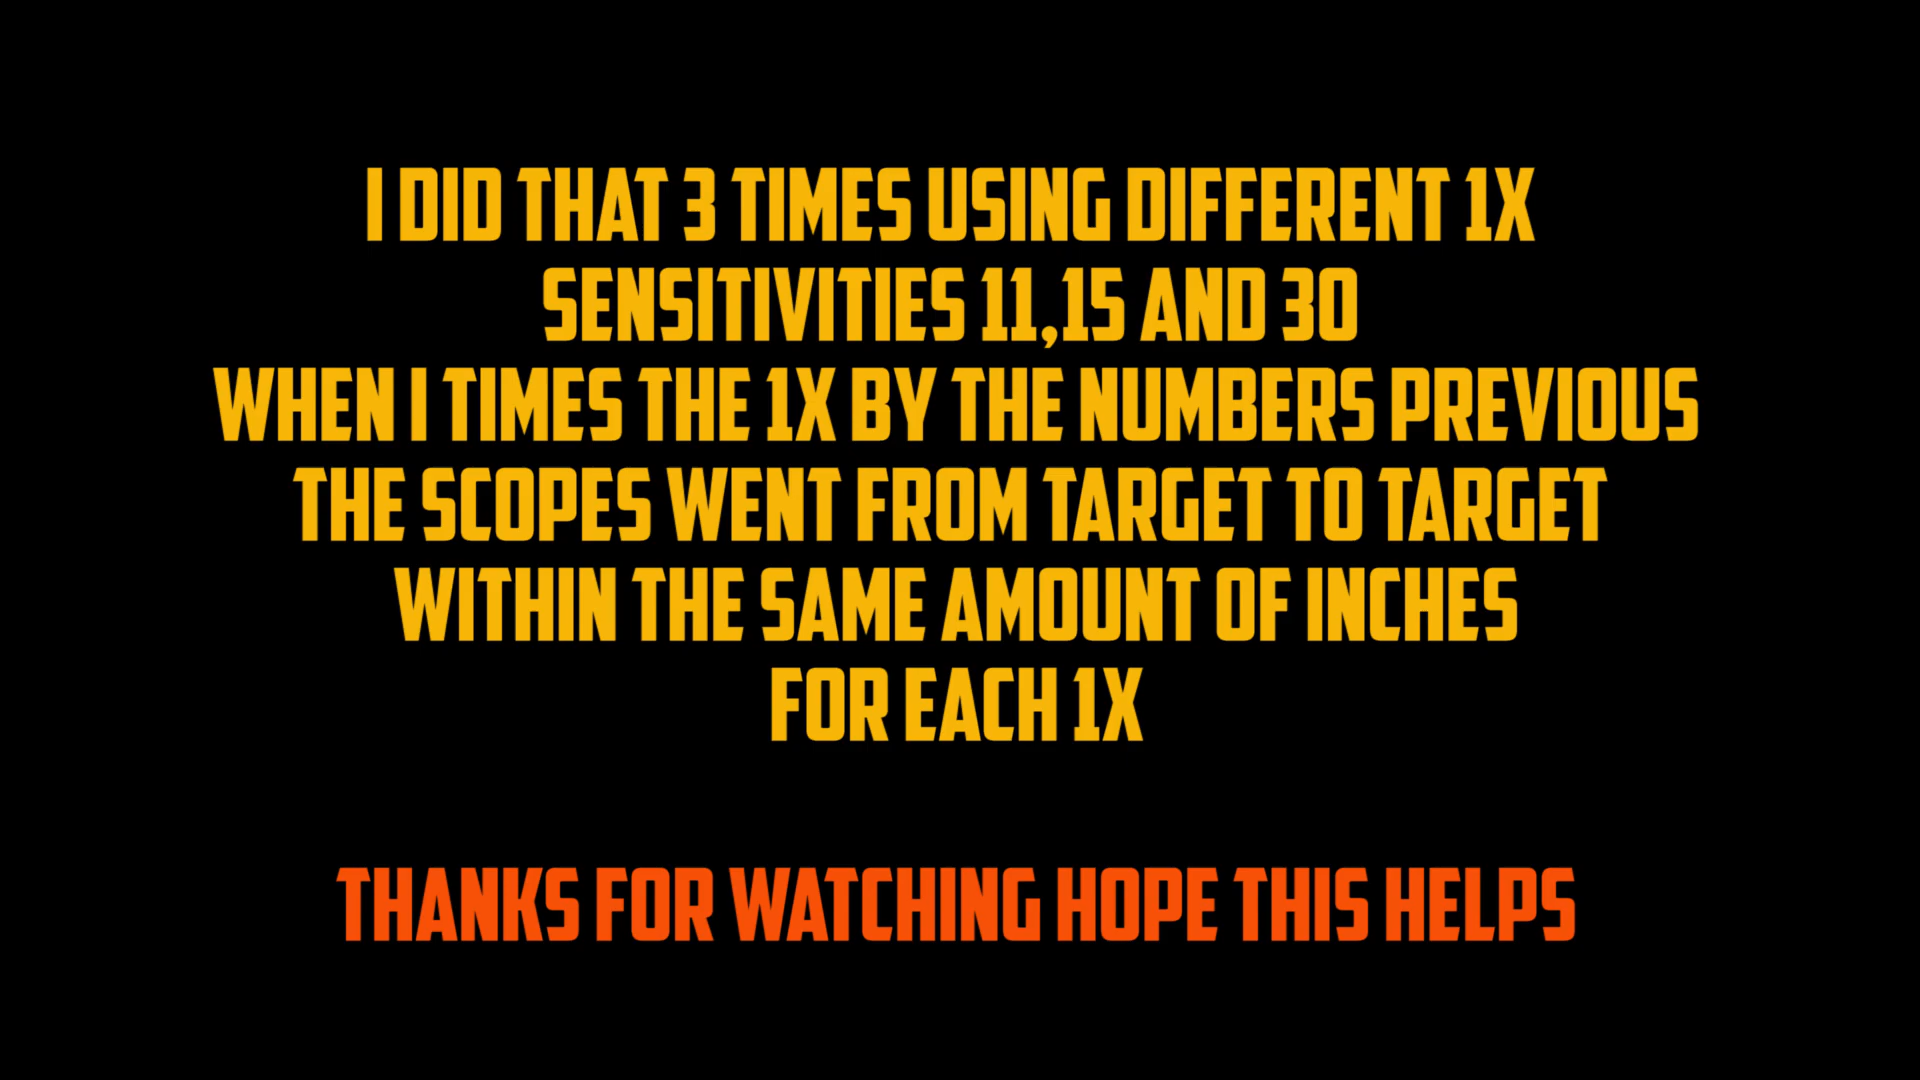 I DID THAT 3 TIMES USING DIFFERENT 1X
SENSITIVITIES 11,15 AND 30
WHEN I TIMES THE 1X BY THE NUMBERS PREVIOUS
THE SCOPES WENT FROM TARGET TO TARGET
WITHIN THE SAME AMOUNT OF INCHES
FOR EACH 1X
THANKS FOR WATCHING HOPE THIS HELPS